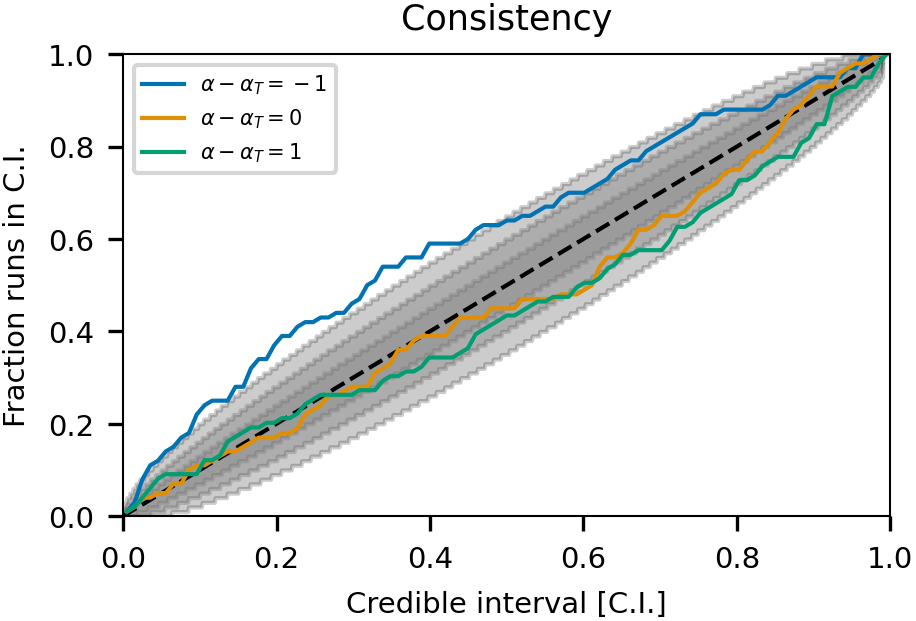 Consistency
1.0
0.8
0.6
0.4
0.2
0.0
Fraction runs in C.I.
α − α_T = −1
α − α_T = 0
α − α_T = 1
0.0 0.2 0.4 0.6 0.8 1.0
Credible interval [C.I.]